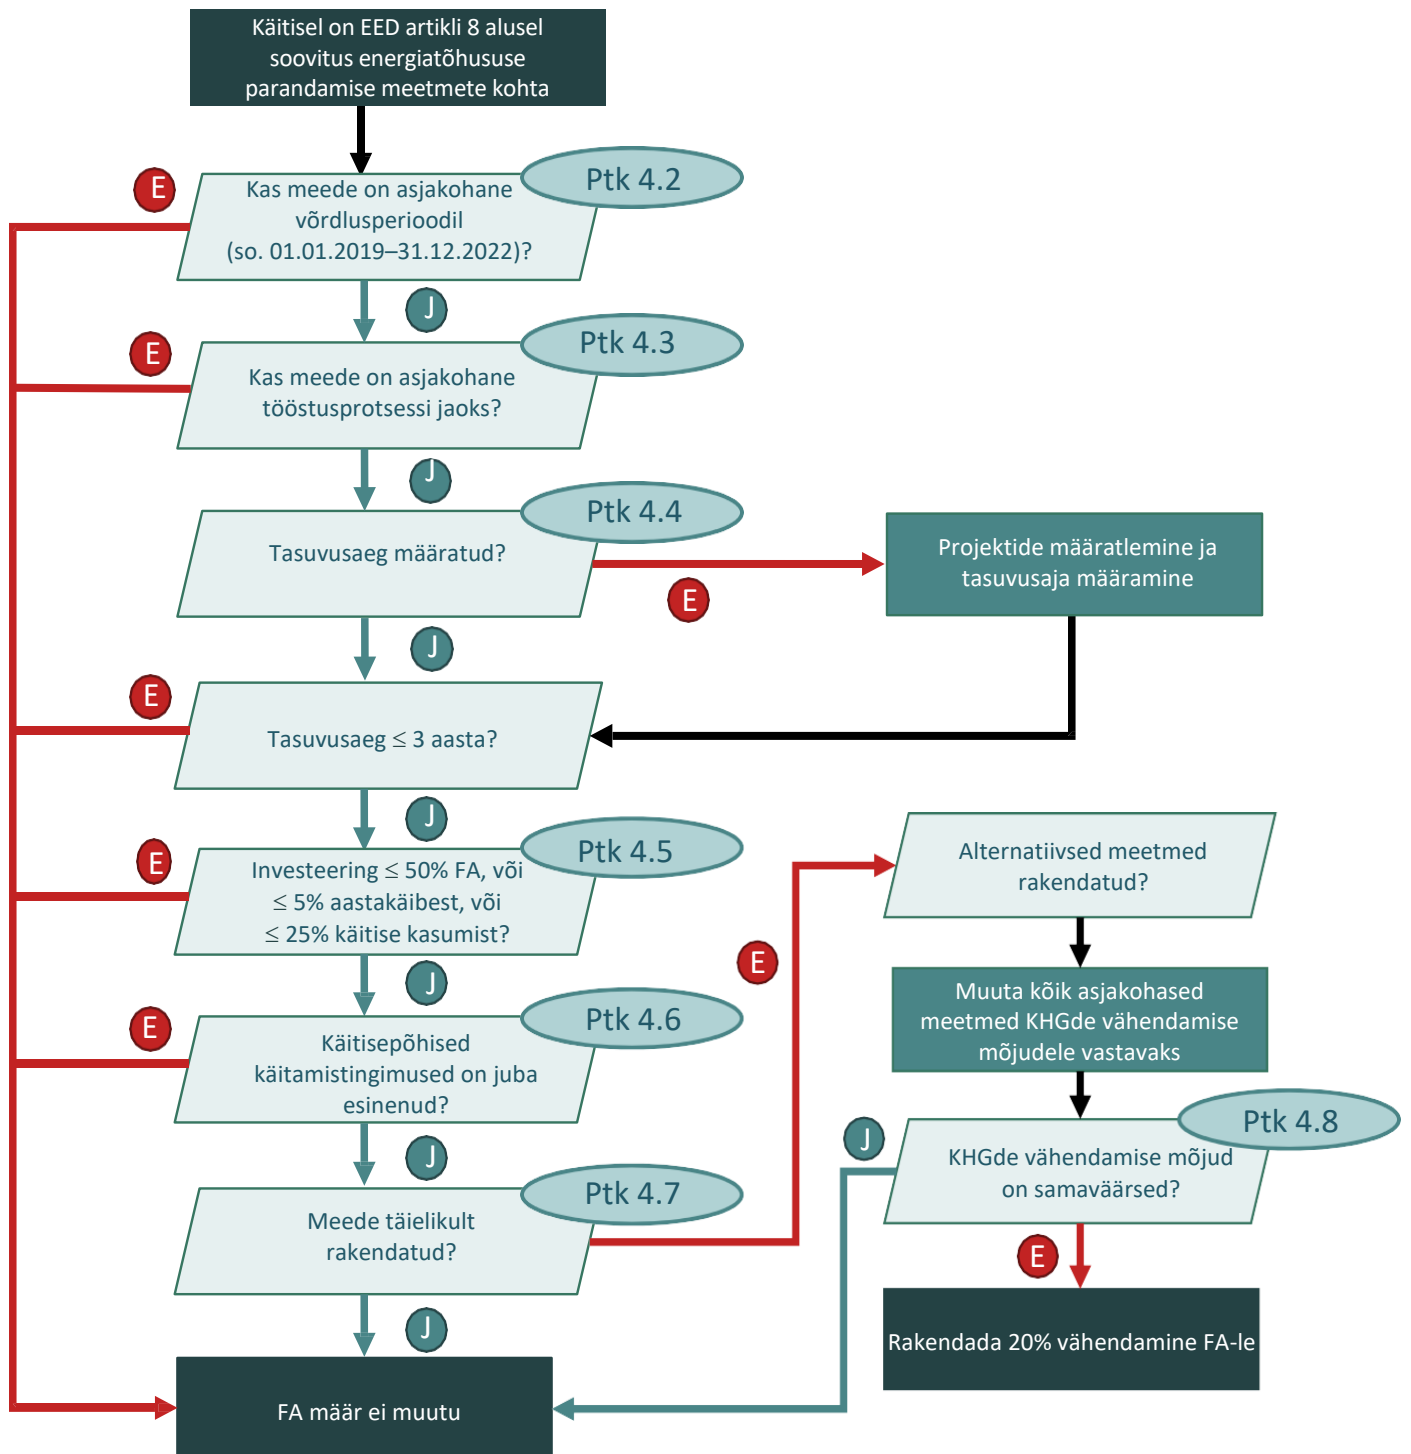 Käitisel on EED artikli 8 alusel
soovitus energiatõhususe
parandamise meetmete kohta
Ptk 4.2
E
Kas meede on asjakohane
võrdlusperioodil
(so. 01.01.2019–31.12.2022)?
J
Ptk 4.3
E
Kas meede on asjakohane
tööstusprotsessi jaoks?
J
Ptk 4.4
Tasuvusaeg määratud?
E
Projektide määratlemine ja
tasuvusaja määramine
J
E
Tasuvusaeg ≤ 3 aasta?
J
Ptk 4.5
E
Investeering ≤ 50% FA, või
≤ 5% aastakäibest, või
≤ 25% käitise kasumist?
J
Ptk 4.6
E
Käitisepõhised
käitamistingimused on juba
esinenud?
J
Ptk 4.7
Meede täielikult
rakendatud?
E
J
Alternatiivsed meetmed
rakendatud?
Muuta kõik asjakohased
meetmed KHGde vähendamise
mõjudele vastavaks
Ptk 4.8
J
KHGde vähendamise mõjud
on samaväärsed?
E
Rakendada 20% vähendamine FA-le
FA määr ei muutu